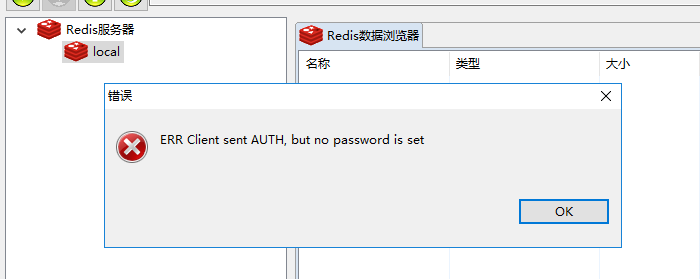 Redis服务器
local
Redis数据浏览器
名称 类型 大小
错误
ERR Client sent AUTH, but no password is set
OK